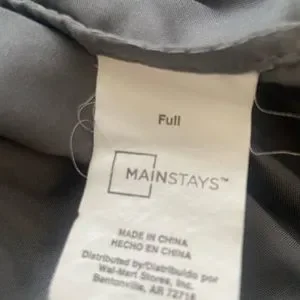 Full
MAINSTAYS™
MADE IN CHINA
HECHO EN CHINA
Distributed by/Distribuido por
Wal-Mart Stores, Inc.
Bentonville, AR 72716